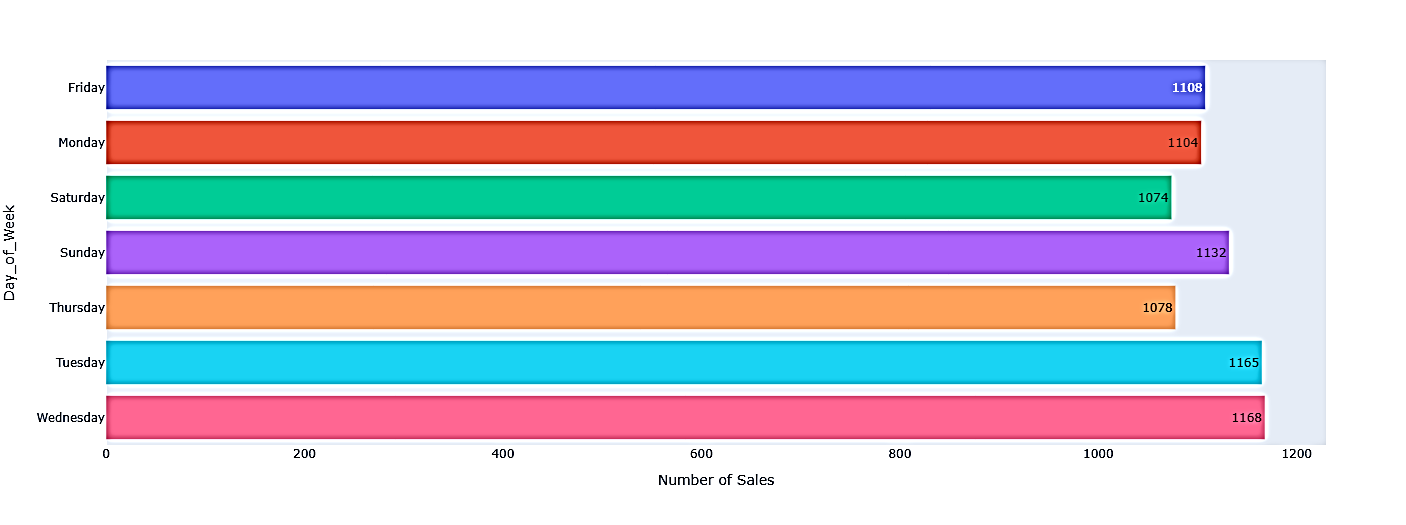 Friday 1108
Monday 1104
Saturday 1074
Sunday 1132
Thursday 1078
Tuesday 1165
Wednesday 1168
Day_of_Week
0 200 400 600 800 1000 1200
Number of Sales